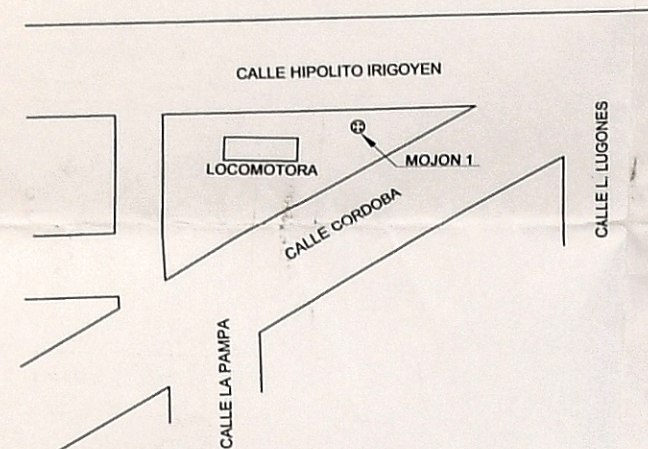 CALLE HIPOLITO IRIGOYEN
LOCOMOTORA
MOJON 1
CALLE CORDOBA
CALLE L. LUGONES
CALLE LA PAMPA